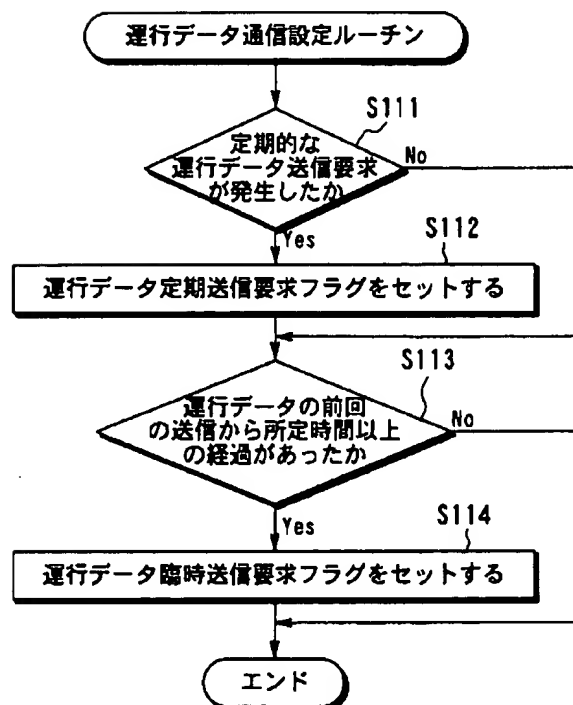 運行データ通信設定ルーチン
S111
定期的な
運行データ送信要求
が発生したか
No
Yes
S112
運行データ定期送信要求フラグをセットする
S113
運行データの前回
の送信から所定時間以上
の経過があったか
No
Yes
S114
運行データ臨時送信要求フラグをセットする
エンド